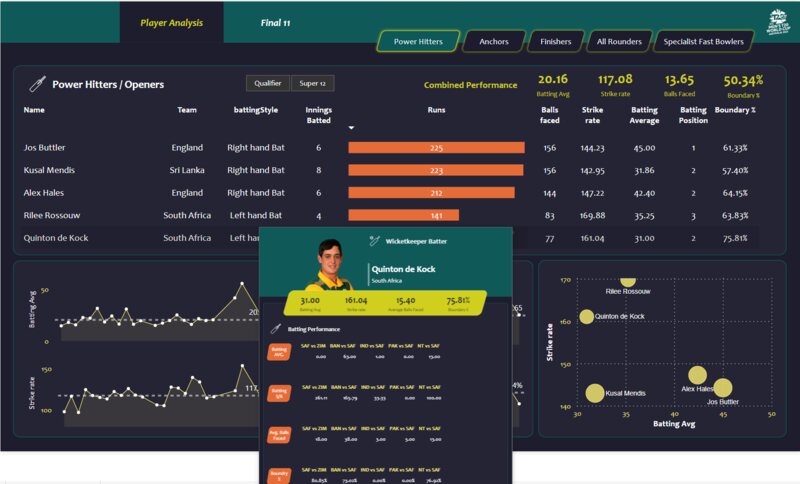 Player Analysis
Final 11
Power Hitters
Anchors
Finishers
All Rounders
Specialist Fast Bowlers
Power Hitters / Openers
Qualifier
Super 12
Combined Performance
20.16
Batting Avg
117.08
Strike rate
13.65
Balls Faced
50.34%
Boundary %
Name Team battingStyle Innings Batted Runs Balls faced Strike rate Batting Average Batting Position Boundary %
Jos Buttler England Right hand Bat 6 225 156 144.23 45.00 1 61.33%
Kusal Mendis Sri Lanka Right hand Bat 8 223 156 142.95 31.86 2 57.40%
Alex Hales England Right hand Bat 6 212 144 147.22 42.40 2 64.15%
Rilee Rossouw South Africa Left hand Bat 4 141 83 169.88 35.25 3 63.83%
Quinton de Kock South Africa Left hand 77 161.04 31.00 2 75.81%
Wicketkeeper Batter
Quinton de Kock
South Africa
31.00
Batting Avg
161.04
Strike rate
15.40
Average Balls Faced
75.81%
Boundary %
Batting Performance
Batting AVG.
SAF vs ZIM BAN vs SAF IND vs SAF PAK vs SAF NT vs SAF
0.00 63.00 1.00 0.00 13.00
Batting S/R
SAF vs ZIM BAN vs SAF IND vs SAF PAK vs SAF NT vs SAF
261.11 165.79 33.33 0.00 100.00
Avg. Balls Faced
SAF vs ZIM BAN vs SAF IND vs SAF PAK vs SAF NT vs SAF
18.00 38.00 3.00 5.00 13.00
Boundry %
SAF vs ZIM BAN vs SAF IND vs SAF PAK vs SAF NT vs SAF
80.85% 73.02% 0.00% 0.00% 76.92%
Batting Avg
50
0
20
Strike rate
150
100
117.
65
4%
Strike rate
170
160
150
140
Rilee Rossouw
Quinton de Kock
Kusal Mendis
Alex Hales
Jos Buttler
30 35 40 45 50
Batting Avg